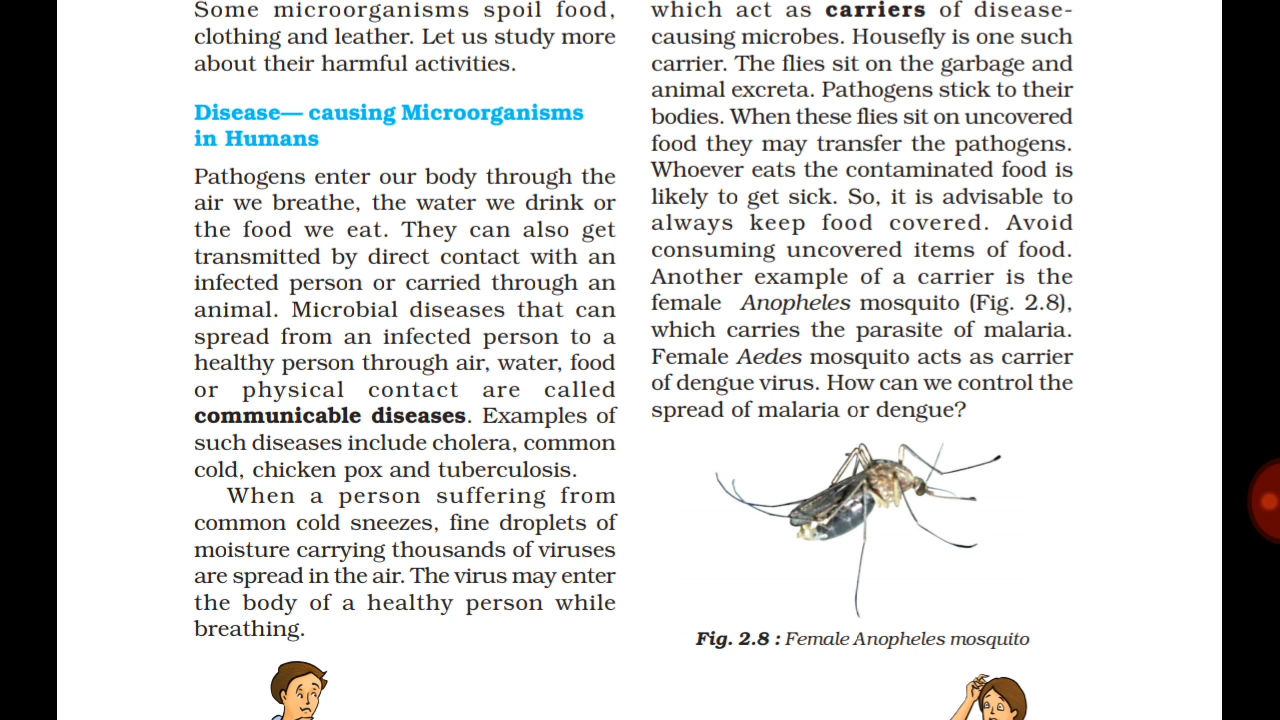 Some microorganisms spoil food,
clothing and leather. Let us study more
about their harmful activities.
Disease— causing Microorganisms
in Humans
Pathogens enter our body through the
air we breathe, the water we drink or
the food we eat. They can also get
transmitted by direct contact with an
infected person or carried through an
animal. Microbial diseases that can
spread from an infected person to a
healthy person through air, water, food
or physical contact are called
communicable diseases. Examples of
such diseases include cholera, common
cold, chicken pox and tuberculosis.
When a person suffering from
common cold sneezes, fine droplets of
moisture carrying thousands of viruses
are spread in the air. The virus may enter
the body of a healthy person while
breathing.
which act as carriers of disease-
causing microbes. Housefly is one such
carrier. The flies sit on the garbage and
animal excreta. Pathogens stick to their
bodies. When these flies sit on uncovered
food they may transfer the pathogens.
Whoever eats the contaminated food is
likely to get sick. So, it is advisable to
always keep food covered. Avoid
consuming uncovered items of food.
Another example of a carrier is the
female Anopheles mosquito (Fig. 2.8),
which carries the parasite of malaria.
Female Aedes mosquito acts as carrier
of dengue virus. How can we control the
spread of malaria or dengue?
Fig. 2.8 : Female Anopheles mosquito